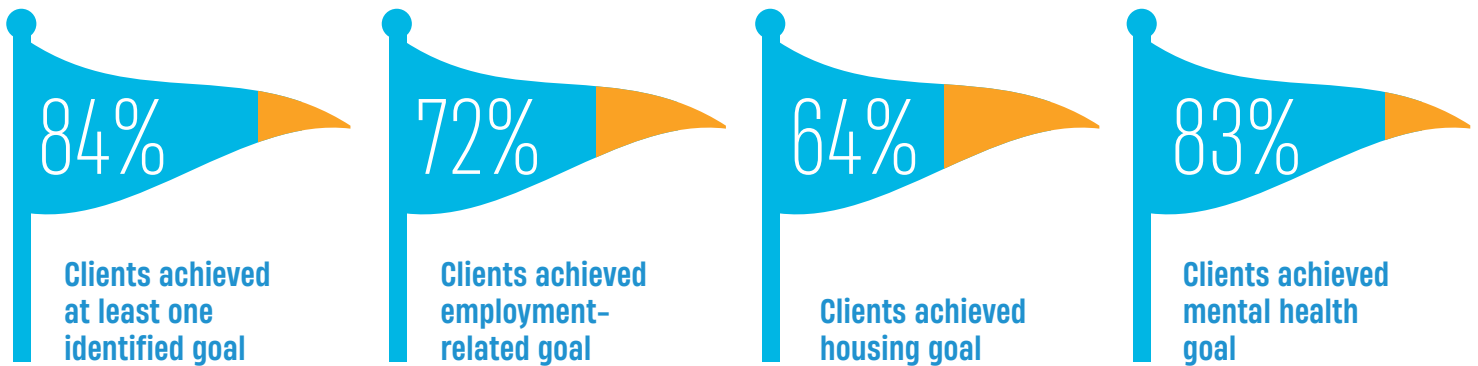 84%
Clients achieved
at least one
identified goal
72%
Clients achieved
employment-
related goal
64%
Clients achieved
housing goal
83%
Clients achieved
mental health
goal